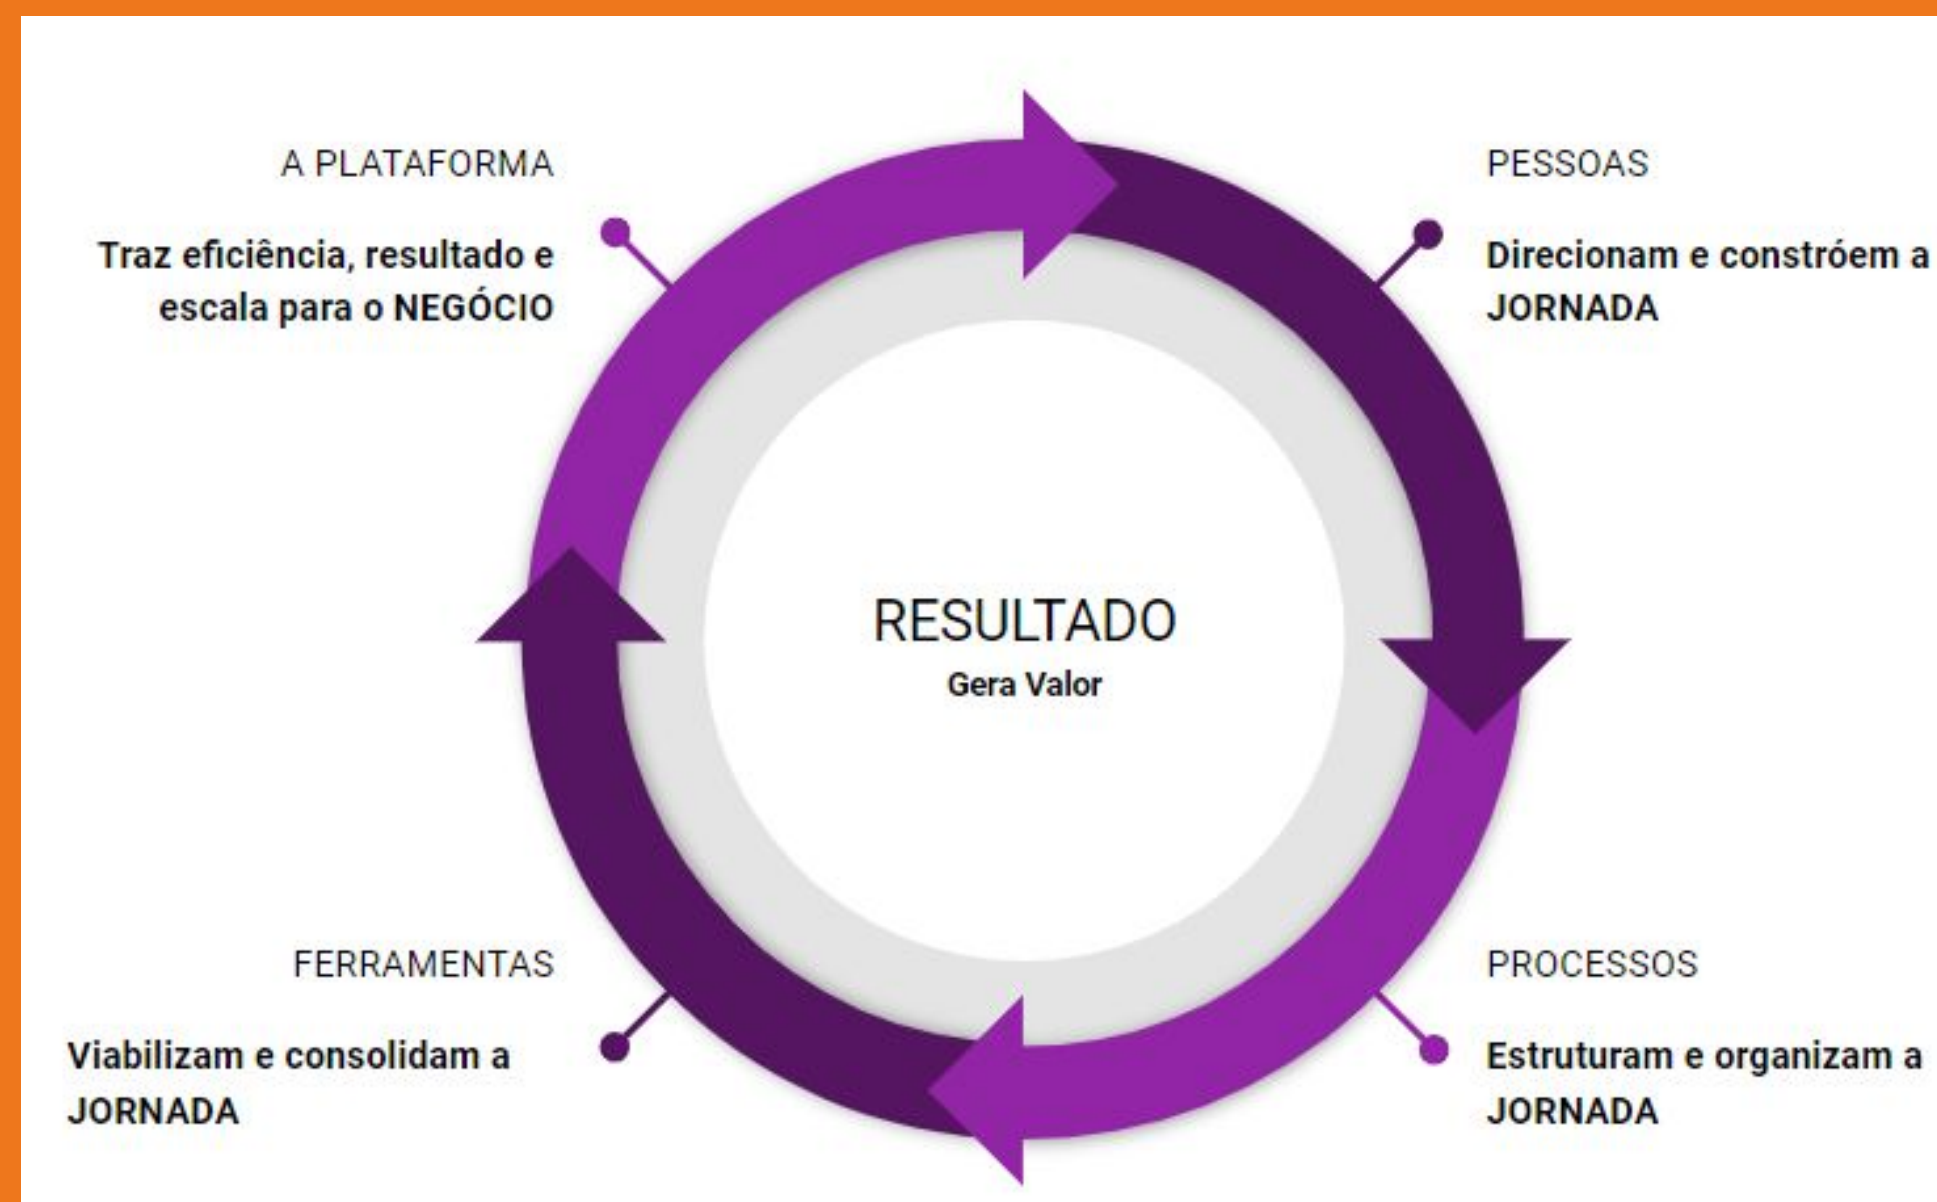 A PLATAFORMA
Traz eficiência, resultado e
escala para o NEGÓCIO
PESSOAS
Direcionam e constróem a
JORNADA
RESULTADO
Gera Valor
FERRAMENTAS
Viabilizam e consolidam a
JORNADA
PROCESSOS
Estruturam e organizam a
JORNADA